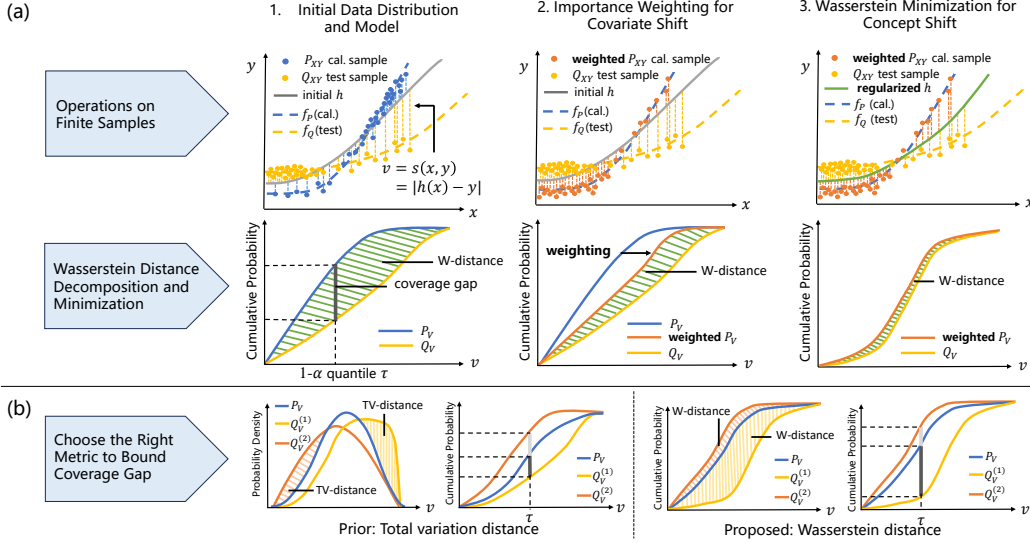 (a)
1. Initial Data Distribution
and Model
2. Importance Weighting for
Covariate Shift
3. Wasserstein Minimization for
Concept Shift
Operations on
Finite Samples
y
P_XY cal. sample
Q_XY test sample
initial h
f_P(cal.)
f_Q(test)
v = s(x, y)
= |h(x) − y|
x
y
weighted P_XY cal. sample
Q_XY test sample
initial h
f_P(cal.)
f_Q(test)
x
y
weighted P_XY cal. sample
Q_XY test sample
regularized h
f_P (cal.)
f_Q (test)
x
Wasserstein Distance
Decomposition and
Minimization
Cumulative Probability
W-distance
coverage gap
P_V
Q_V
v
1-α quantile τ
Cumulative Probability
weighting
W-distance
P_V
weighted P_V
Q_V
v
Cumulative Probability
W-distance
weighted P_V
Q_V
v
(b)
Choose the Right
Metric to Bound
Coverage Gap
Probability Density
P_V
Q_V^(1)
Q_V^(2)
TV-distance
TV-distance
v
Cumulative Probability
P_V
Q_V^(1)
Q_V^(2)
τ
v
Prior: Total variation distance
Cumulative Probability
W-distance
W-distance
P_V
Q_V^(1)
Q_V^(2)
v
Cumulative Probability
P_V
Q_V^(1)
Q_V^(2)
τ
v
Proposed: Wasserstein distance